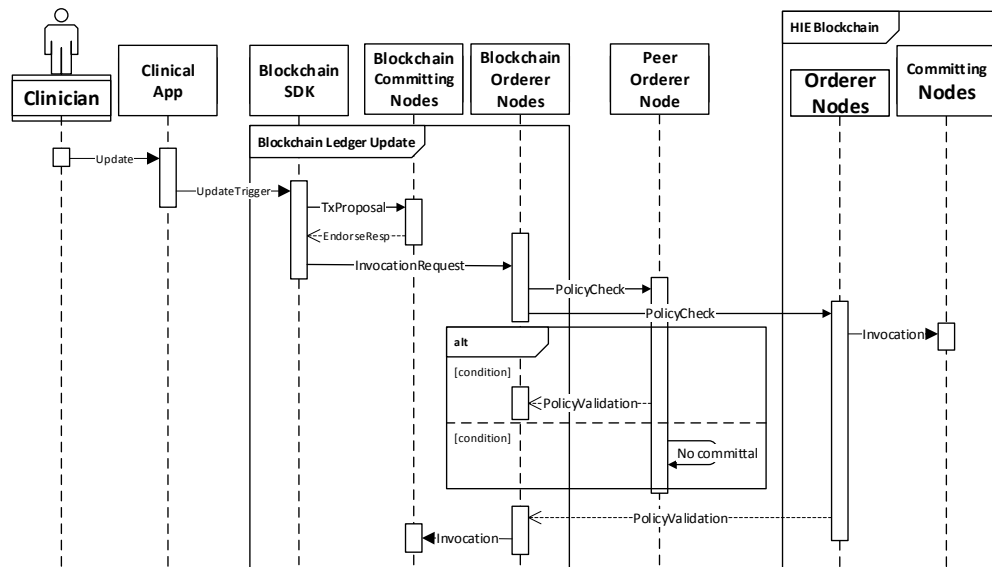 HIE Blockchain
Clinician
Clinical
App
Blockchain
SDK
Blockchain
Committing
Nodes
Blockchain
Orderer
Nodes
Peer
Orderer
Node
Orderer
Nodes
Committing
Nodes
Blockchain Ledger Update
Update
UpdateTrigger
TxProposal
EndorseResp
InvocationRequest
PolicyCheck
PolicyCheck
Invocation
alt
[condition]
PolicyValidation
[condition]
No committal
PolicyValidation
Invocation